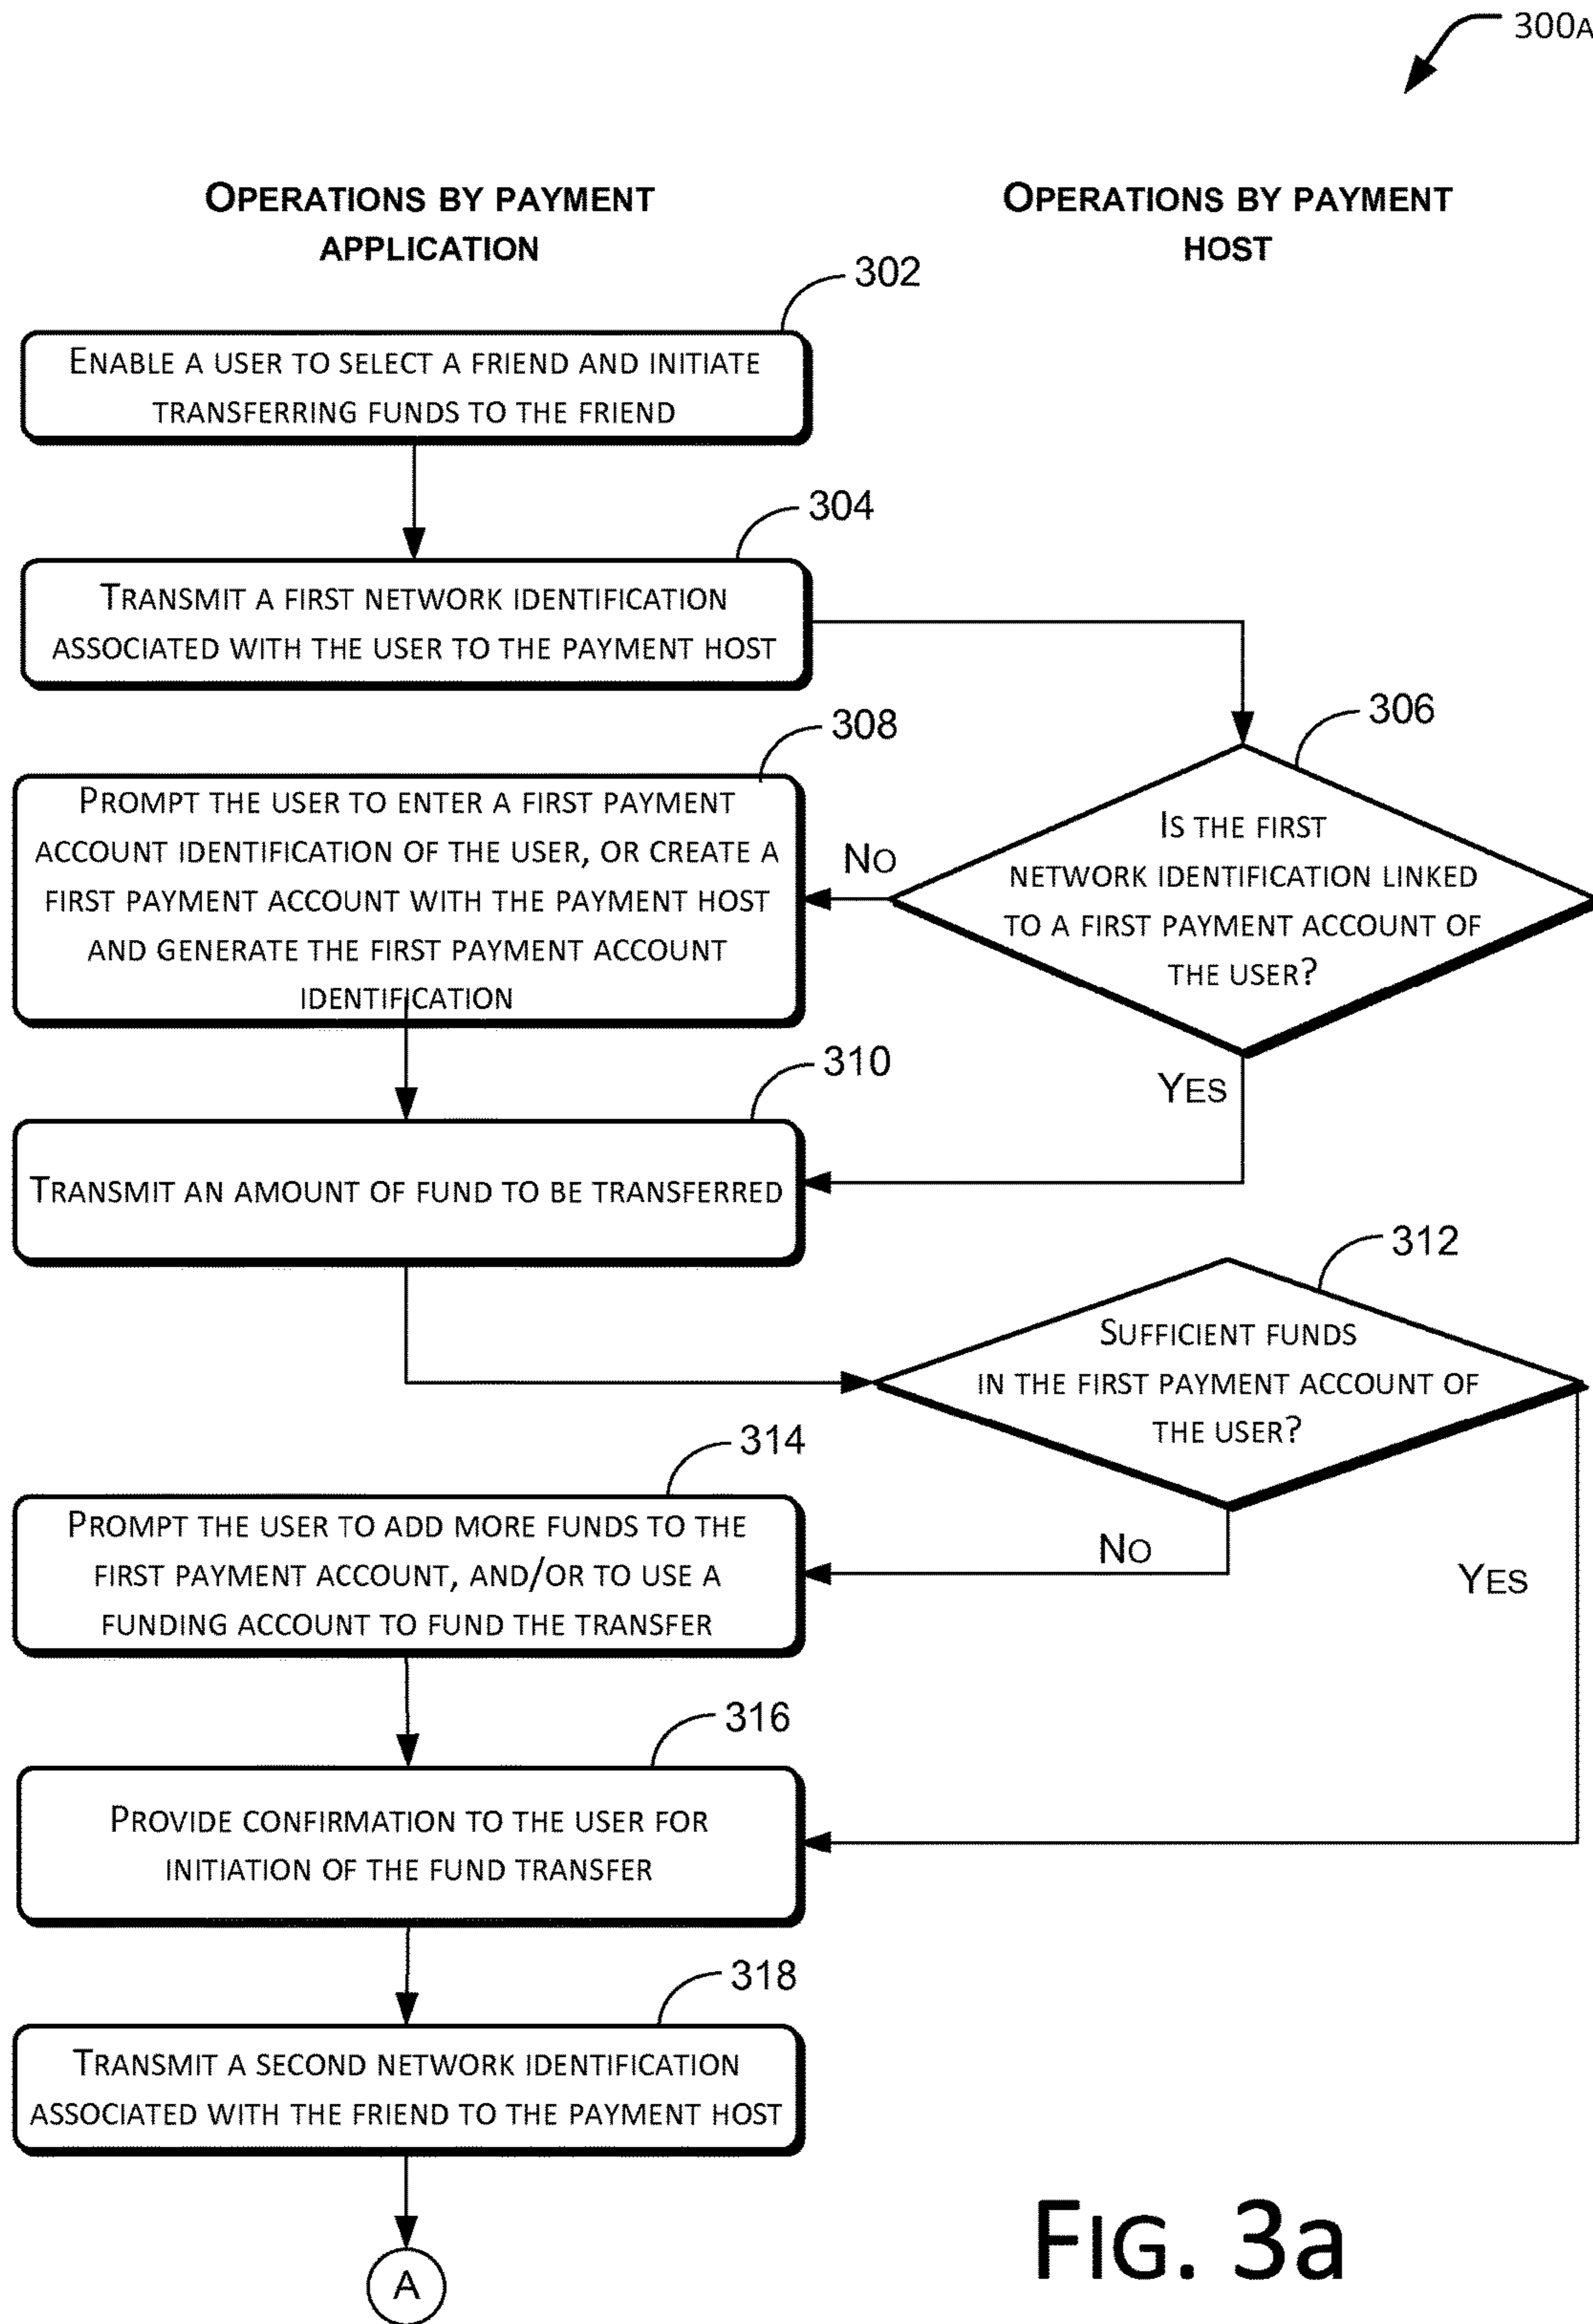 300A
OPERATIONS BY PAYMENT
APPLICATION
OPERATIONS BY PAYMENT
HOST
302
ENABLE A USER TO SELECT A FRIEND AND INITIATE
TRANSFERRING FUNDS TO THE FRIEND
304
TRANSMIT A FIRST NETWORK IDENTIFICATION
ASSOCIATED WITH THE USER TO THE PAYMENT HOST
306
IS THE FIRST
NETWORK IDENTIFICATION LINKED
TO A FIRST PAYMENT ACCOUNT OF
THE USER?
NO
YES
308
PROMPT THE USER TO ENTER A FIRST PAYMENT
ACCOUNT IDENTIFICATION OF THE USER, OR CREATE A
FIRST PAYMENT ACCOUNT WITH THE PAYMENT HOST
AND GENERATE THE FIRST PAYMENT ACCOUNT
IDENTIFICATION
310
TRANSMIT AN AMOUNT OF FUND TO BE TRANSFERRED
312
SUFFICIENT FUNDS
IN THE FIRST PAYMENT ACCOUNT OF
THE USER?
NO
YES
314
PROMPT THE USER TO ADD MORE FUNDS TO THE
FIRST PAYMENT ACCOUNT, AND/OR TO USE A
FUNDING ACCOUNT TO FUND THE TRANSFER
316
PROVIDE CONFIRMATION TO THE USER FOR
INITIATION OF THE FUND TRANSFER
318
TRANSMIT A SECOND NETWORK IDENTIFICATION
ASSOCIATED WITH THE FRIEND TO THE PAYMENT HOST
A
FIG. 3a